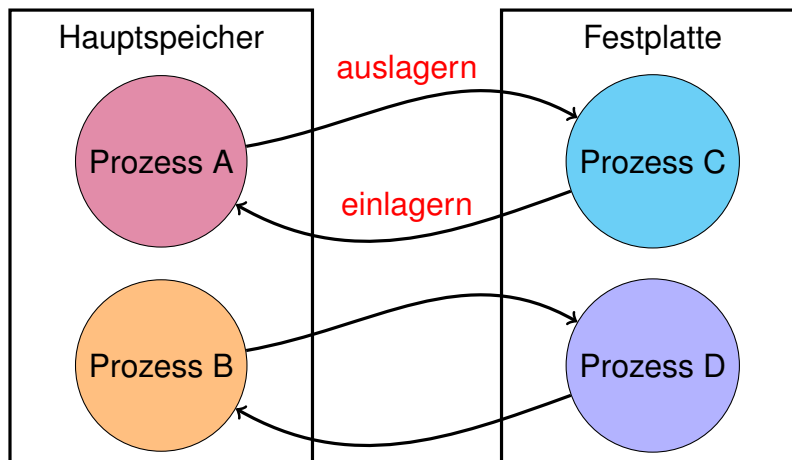 Hauptspeicher
Festplatte
auslagern
Prozess A
Prozess C
einlagern
Prozess B
Prozess D